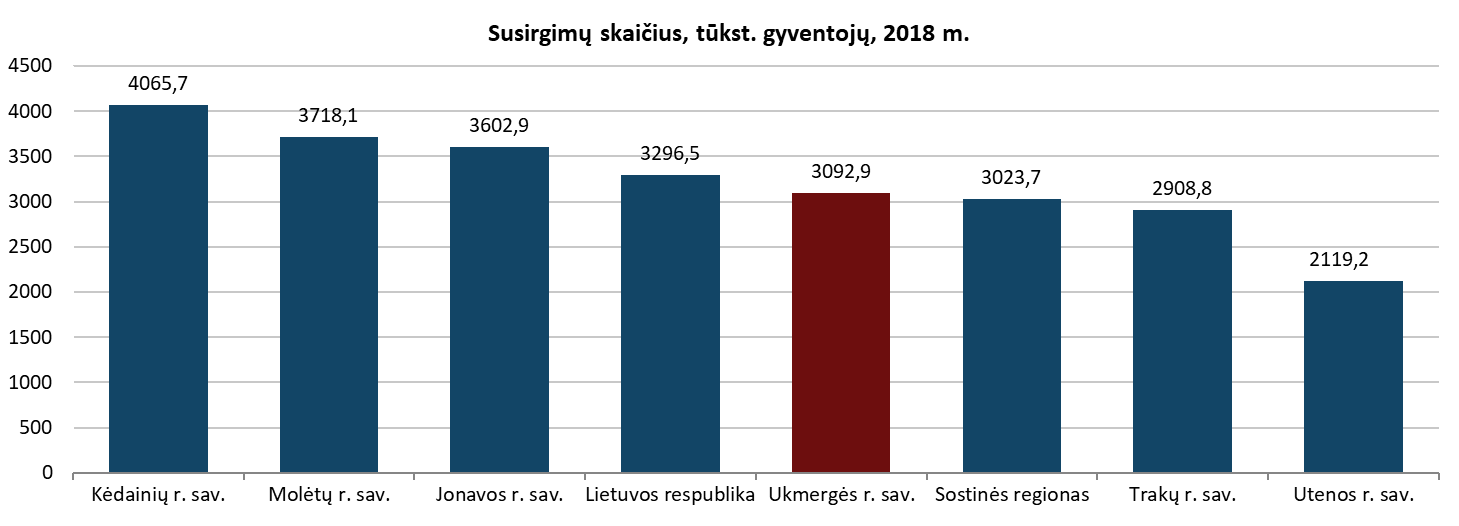 Susirgimų skaičius, tūkst. gyventojų, 2018 m.
4500
4000
3500
3000
2500
2000
1500
1000
500
0
4065,7
3718,1
3602,9
3296,5
3092,9
3023,7
2908,8
2119,2
Kėdainių r. sav.
Molėtų r. sav.
Jonavos r. sav.
Lietuvos respublika
Ukmergės r. sav.
Sostinės regionas
Trakų r. sav.
Utenos r. sav.